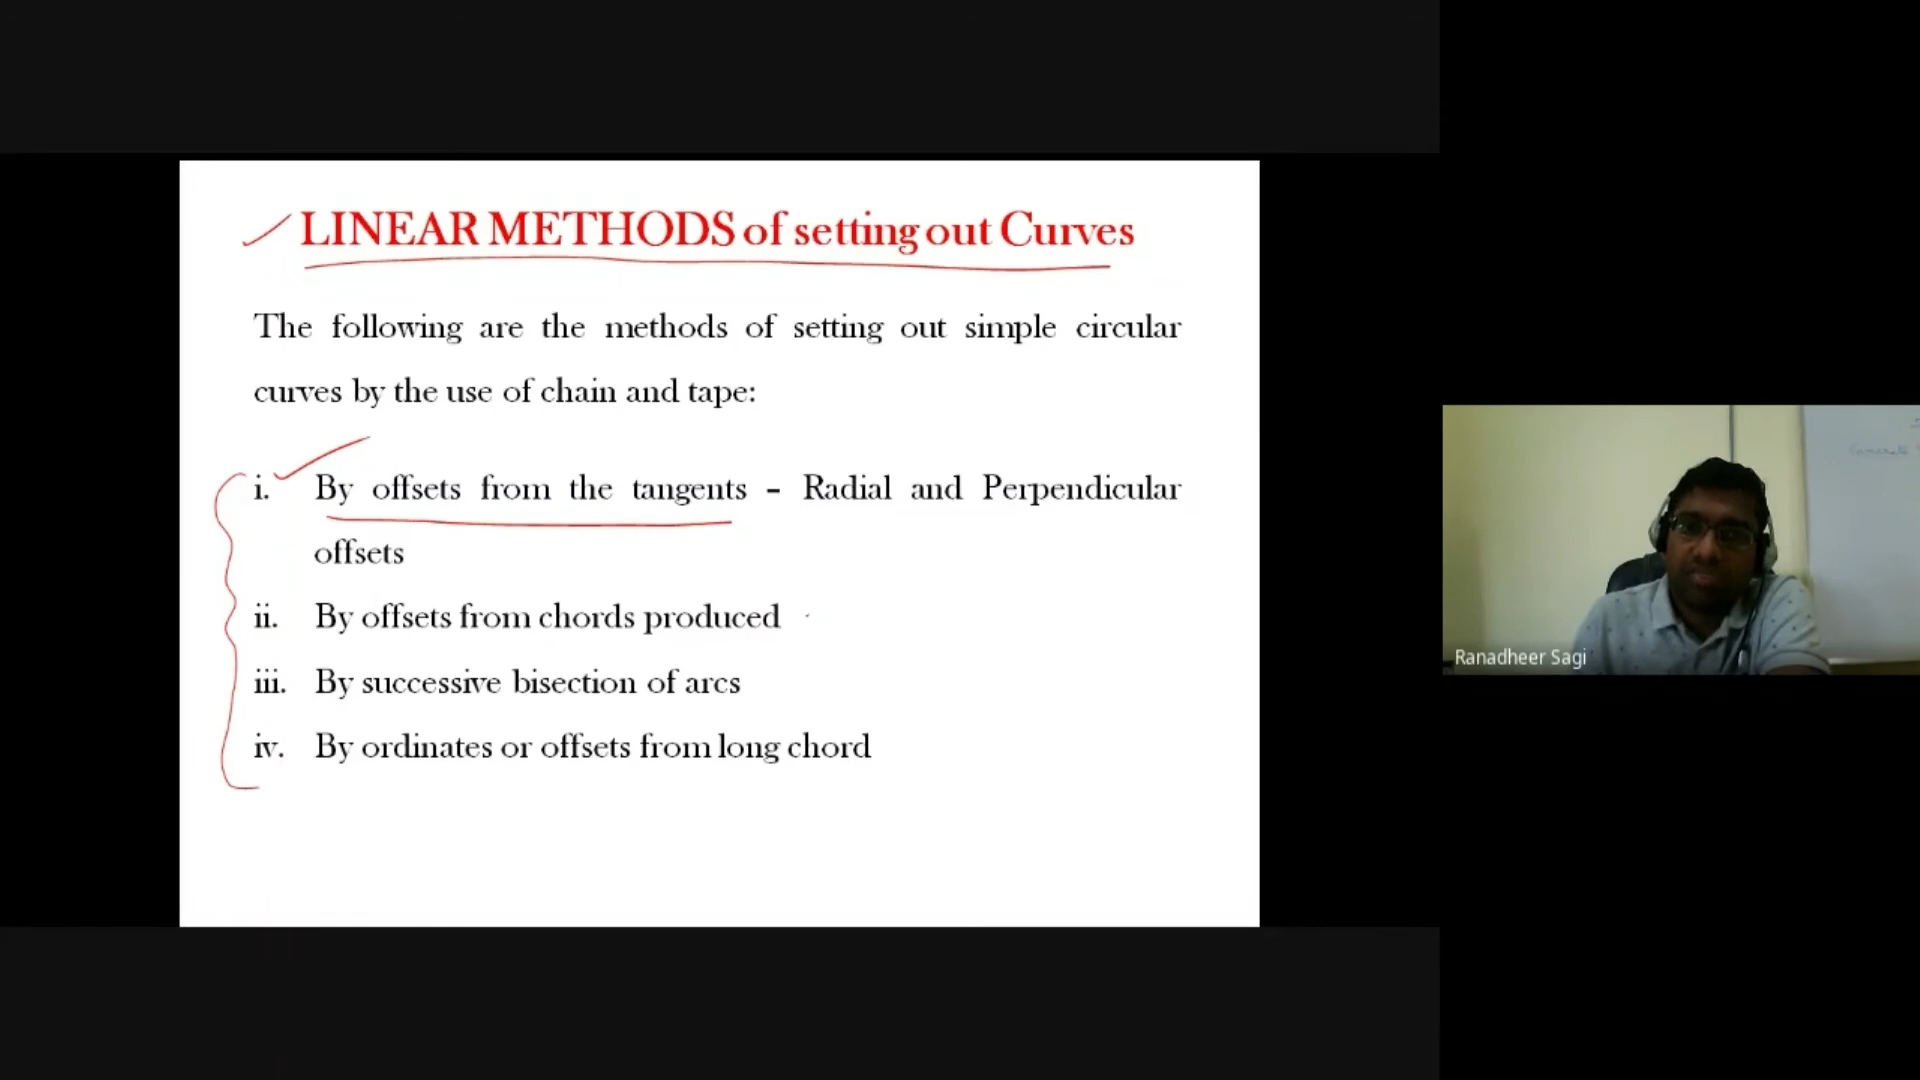 LINEAR METHODS of setting out Curves
The following are the methods of setting out simple circular
curves by the use of chain and tape:
i. By offsets from the tangents - Radial and Perpendicular
offsets
ii. By offsets from chords produced
iii. By successive bisection of arcs
iv. By ordinates or offsets from long chord
Ranadheer Sagi